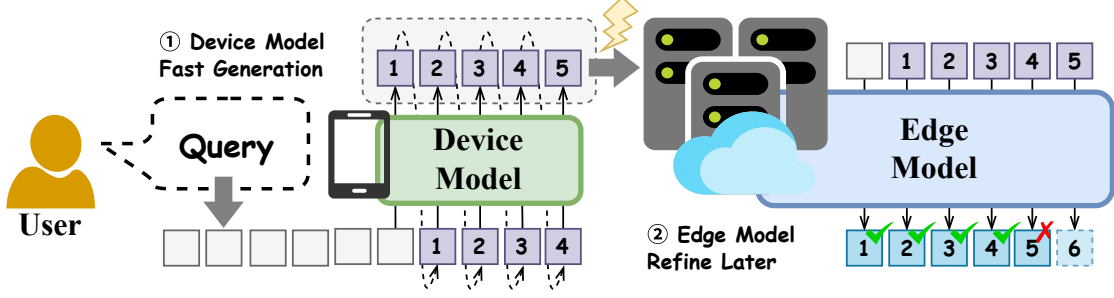 ① Device Model
Fast Generation
1 2 3 4 5
1 2 3 4 5
Query
Device
Model
Edge
Model
User
1 2 3 4
② Edge Model
Refine Later
1 2 3 4 5 6